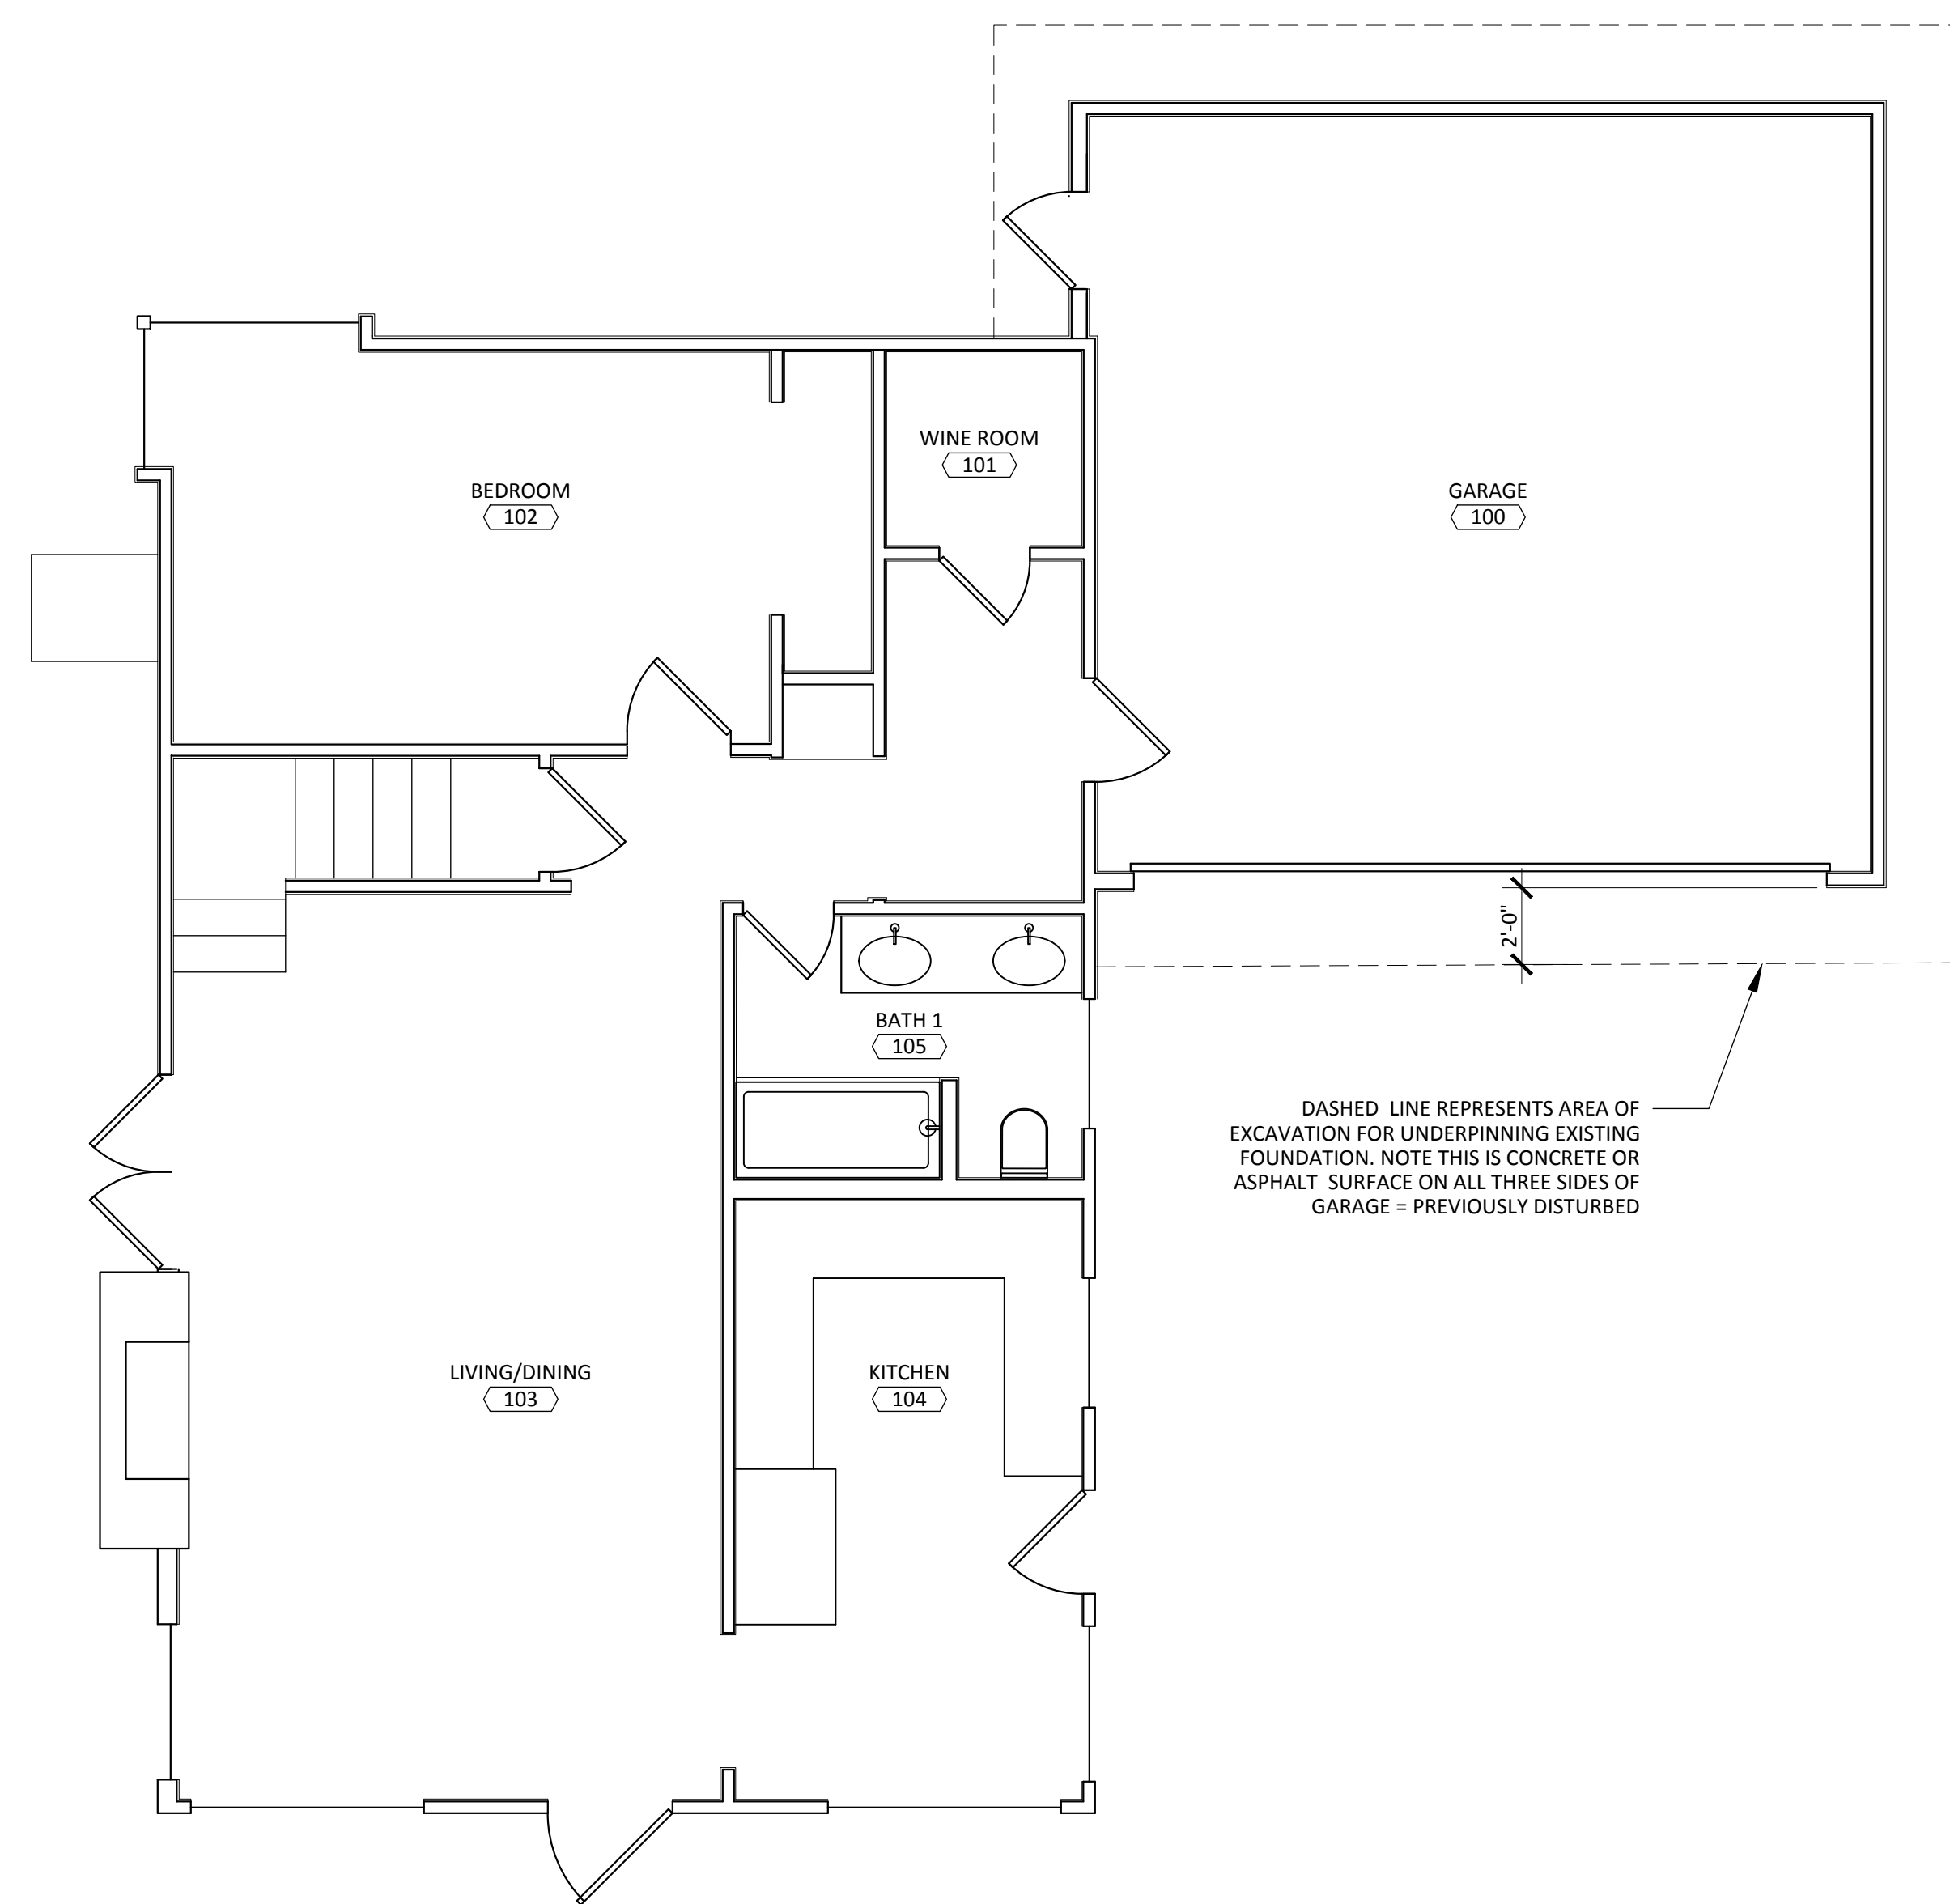 WINE ROOM
101
BEDROOM
102
GARAGE
100
2'-0"
BATH 1
105
DASHED LINE REPRESENTS AREA OF
EXCAVATION FOR UNDERPINNING EXISTING
FOUNDATION. NOTE THIS IS CONCRETE OR
ASPHALT SURFACE ON ALL THREE SIDES OF
GARAGE = PREVIOUSLY DISTURBED
LIVING/DINING
103
KITCHEN
104